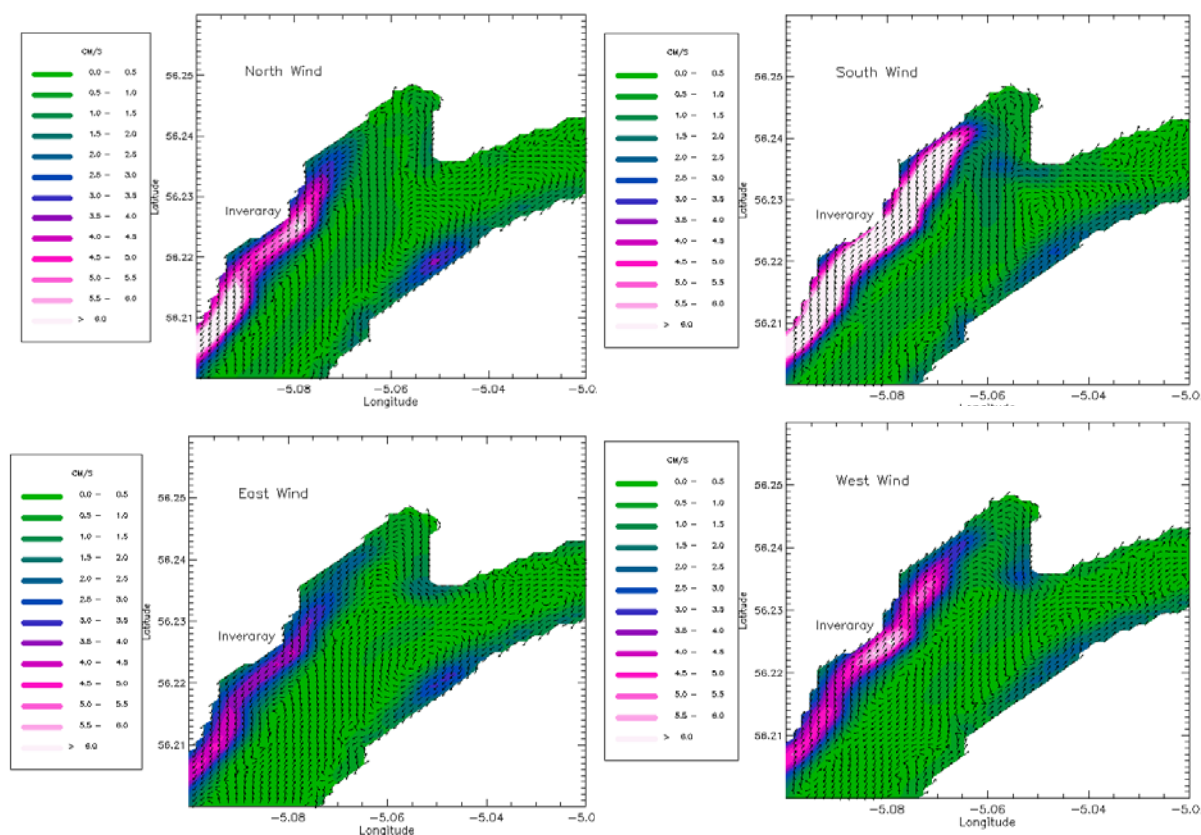 CM/S
0.0 - 0.5
0.5 - 1.0
1.0 - 1.5
1.5 - 2.0
2.0 - 2.5
2.5 - 3.0
3.0 - 3.5
3.5 - 4.0
4.0 - 4.5
4.5 - 5.0
5.0 - 5.5
5.5 - 6.0
> 6.0
North Wind
Inveraray
Latitude
56.25
56.24
56.23
56.22
56.21
-5.08
-5.06
-5.04
-5.0
Longitude
CM/S
0.0 - 0.5
0.5 - 1.0
1.0 - 1.5
1.5 - 2.0
2.0 - 2.5
2.5 - 3.0
3.0 - 3.5
3.5 - 4.0
4.0 - 4.5
4.5 - 5.0
5.0 - 5.5
5.5 - 6.0
> 6.0
South Wind
Inveraray
Latitude
56.25
56.24
56.23
56.22
56.21
-5.08
-5.06
-5.04
-5.0
Longitude
CM/S
0.0 - 0.5
0.5 - 1.0
1.0 - 1.5
1.5 - 2.0
2.0 - 2.5
2.5 - 3.0
3.0 - 3.5
3.5 - 4.0
4.0 - 4.5
4.5 - 5.0
5.0 - 5.5
5.5 - 6.0
> 6.0
East Wind
Inveraray
Latitude
56.25
56.24
56.23
56.22
56.21
-5.08
-5.06
-5.04
-5.0
Longitude
CM/S
0.0 - 0.5
0.5 - 1.0
1.0 - 1.5
1.5 - 2.0
2.0 - 2.5
2.5 - 3.0
3.0 - 3.5
3.5 - 4.0
4.0 - 4.5
4.5 - 5.0
5.0 - 5.5
5.5 - 6.0
> 6.0
West Wind
Inveraray
Latitude
56.25
56.24
56.23
56.22
56.21
-5.08
-5.06
-5.04
-5.0
Longitude